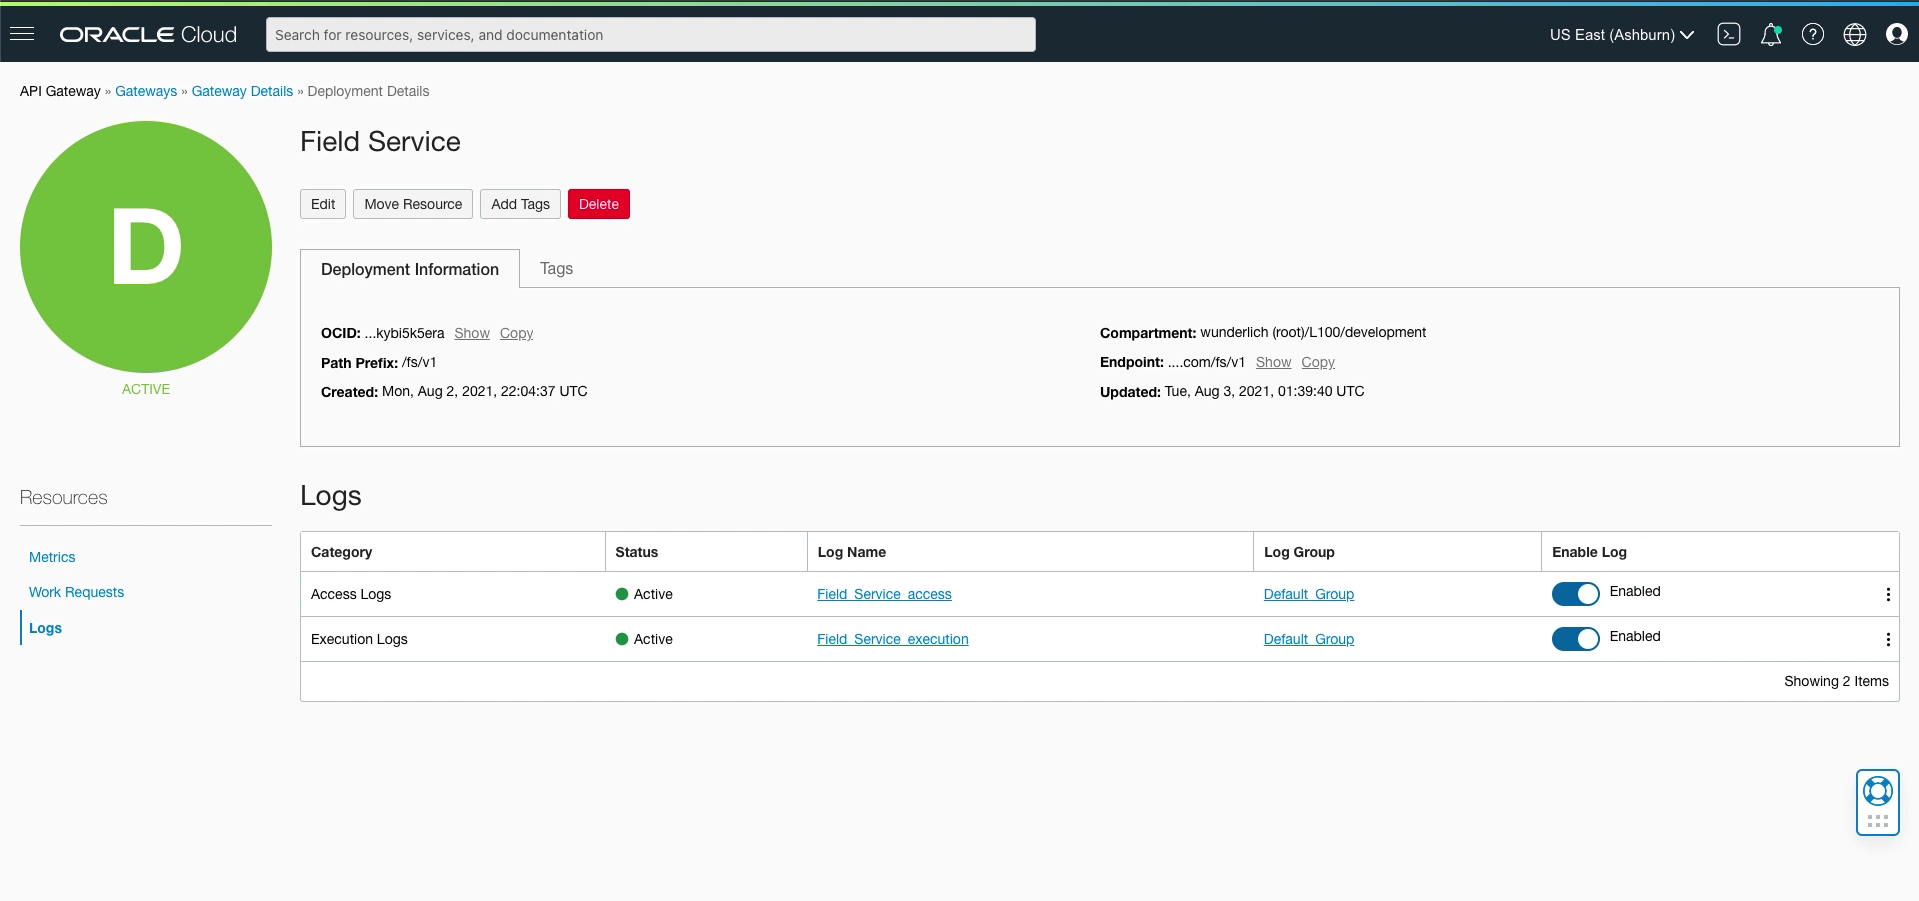 ORACLE Cloud
Search for resources, services, and documentation
US East (Ashburn)
API Gateway » Gateways » Gateway Details » Deployment Details
D
ACTIVE
Field Service
Edit Move Resource Add Tags Delete
Deployment Information Tags
OCID: ...kybi5k5era Show Copy
Path Prefix: /fs/v1
Created: Mon, Aug 2, 2021, 22:04:37 UTC
Compartment: wunderlich (root)/L100/development
Endpoint: ....com/fs/v1 Show Copy
Updated: Tue, Aug 3, 2021, 01:39:40 UTC
Resources
Metrics
Work Requests
Logs
Logs
Category Status Log Name Log Group Enable Log
Access Logs Active Field_Service_access Default_Group Enabled
Execution Logs Active Field_Service_execution Default_Group Enabled
Showing 2 Items